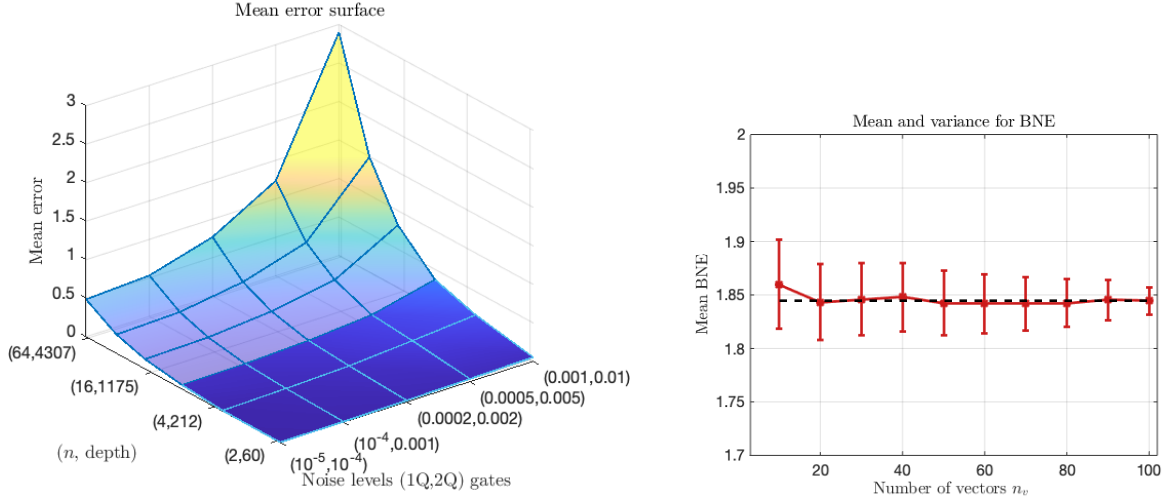 Mean error surface
3
2.5
2
1.5
1
0.5
0
Mean error
(64,4307)
(16,1175)
(4,212)
(2,60)
(n, depth)
(0.001,0.01)
(0.0005,0.005)
(0.0002,0.002)
(10⁻⁴,0.001)
(10⁻⁵,10⁻⁴)
Noise levels (1Q,2Q) gates
Mean and variance for BNE
2
1.95
1.9
1.85
1.8
1.75
1.7
Mean BNE
20 40 60 80 100
Number of vectors nᵥ